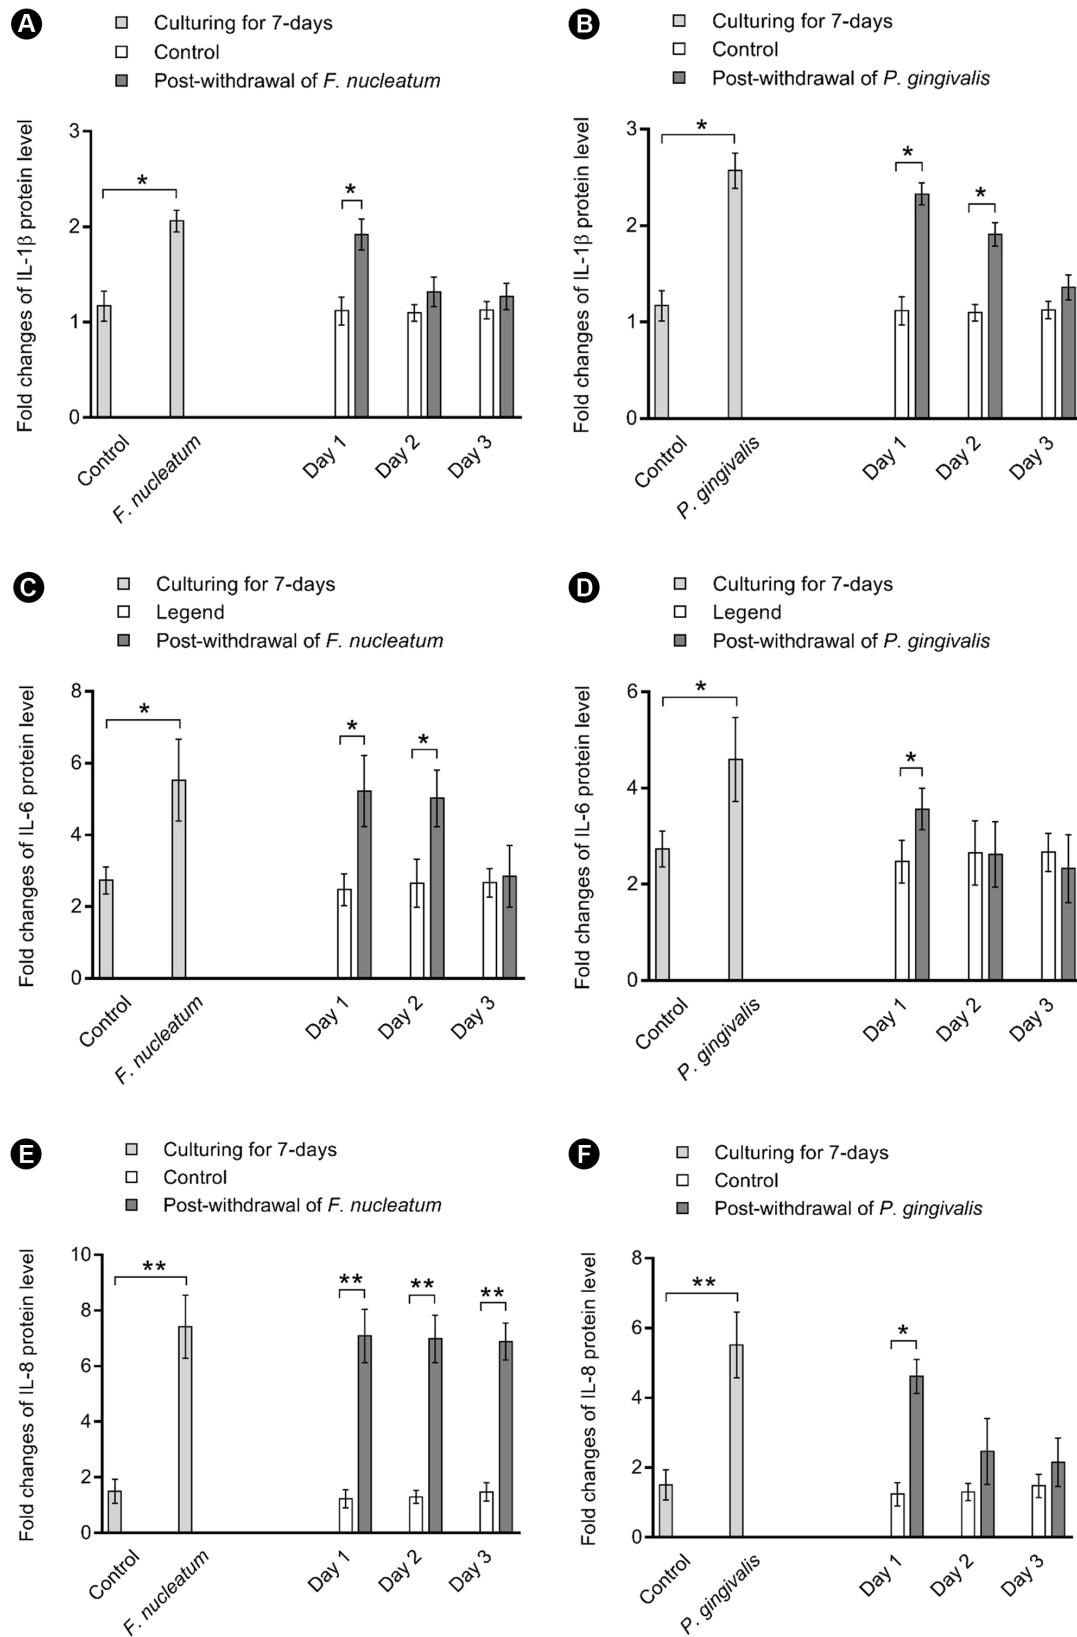 A
Culturing for 7-days
Control
Post-withdrawal of F. nucleatum
Fold changes of IL-1β protein level
3
2
1
0
*
*
Control
F. nucleatum
Day 1
Day 2
Day 3
B
Culturing for 7-days
Control
Post-withdrawal of P. gingivalis
Fold changes of IL-1β protein level
3
2
1
0
*
*
*
Control
P. gingivalis
Day 1
Day 2
Day 3
C
Culturing for 7-days
Legend
Post-withdrawal of F. nucleatum
Fold changes of IL-6 protein level
8
6
4
2
0
*
*
*
Control
F. nucleatum
Day 1
Day 2
Day 3
D
Culturing for 7-days
Legend
Post-withdrawal of P. gingivalis
Fold changes of IL-6 protein level
6
4
2
0
*
*
Control
P. gingivalis
Day 1
Day 2
Day 3
E
Culturing for 7-days
Control
Post-withdrawal of F. nucleatum
Fold changes of IL-8 protein level
10
8
6
4
2
0
**
**
**
**
Control
F. nucleatum
Day 1
Day 2
Day 3
F
Culturing for 7-days
Control
Post-withdrawal of P. gingivalis
Fold changes of IL-8 protein level
8
6
4
2
0
**
*
Control
P. gingivalis
Day 1
Day 2
Day 3